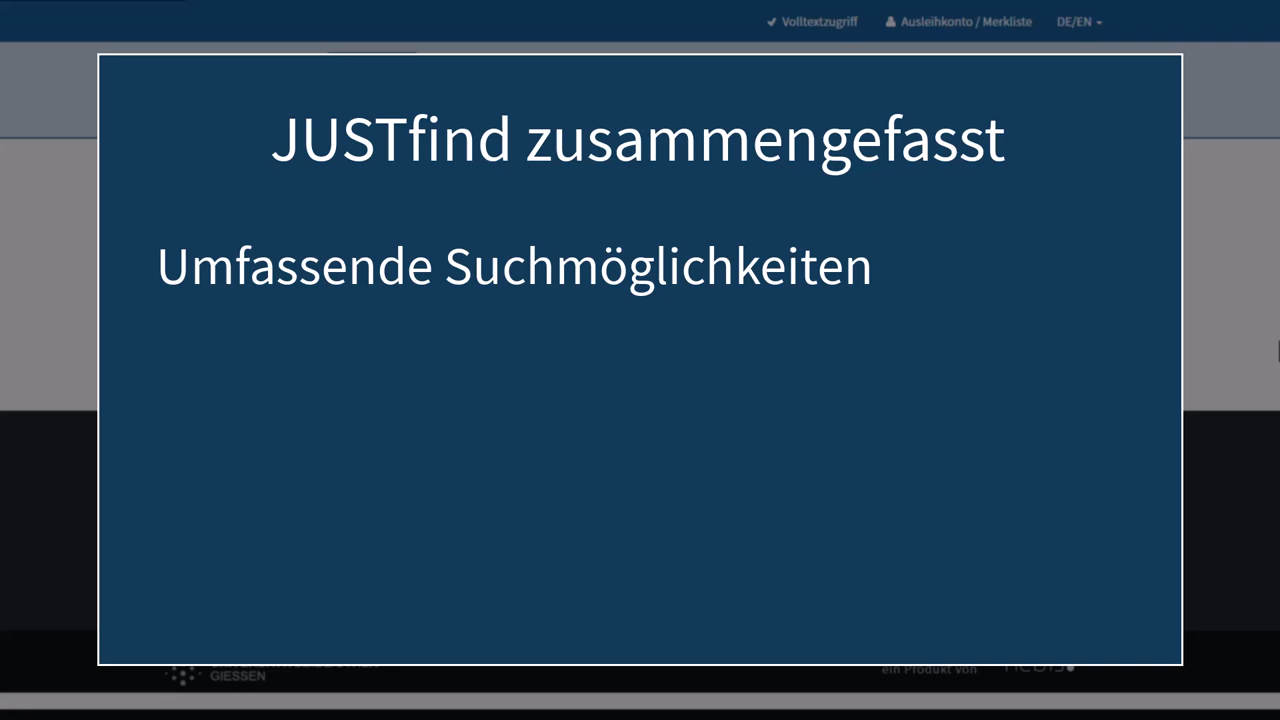 Volltextzugriff Ausleihkonto / Merkliste DE/EN
JUSTfind zusammengefasst
Umfassende Suchmöglichkeiten
GIESSEN
ein Produkt von